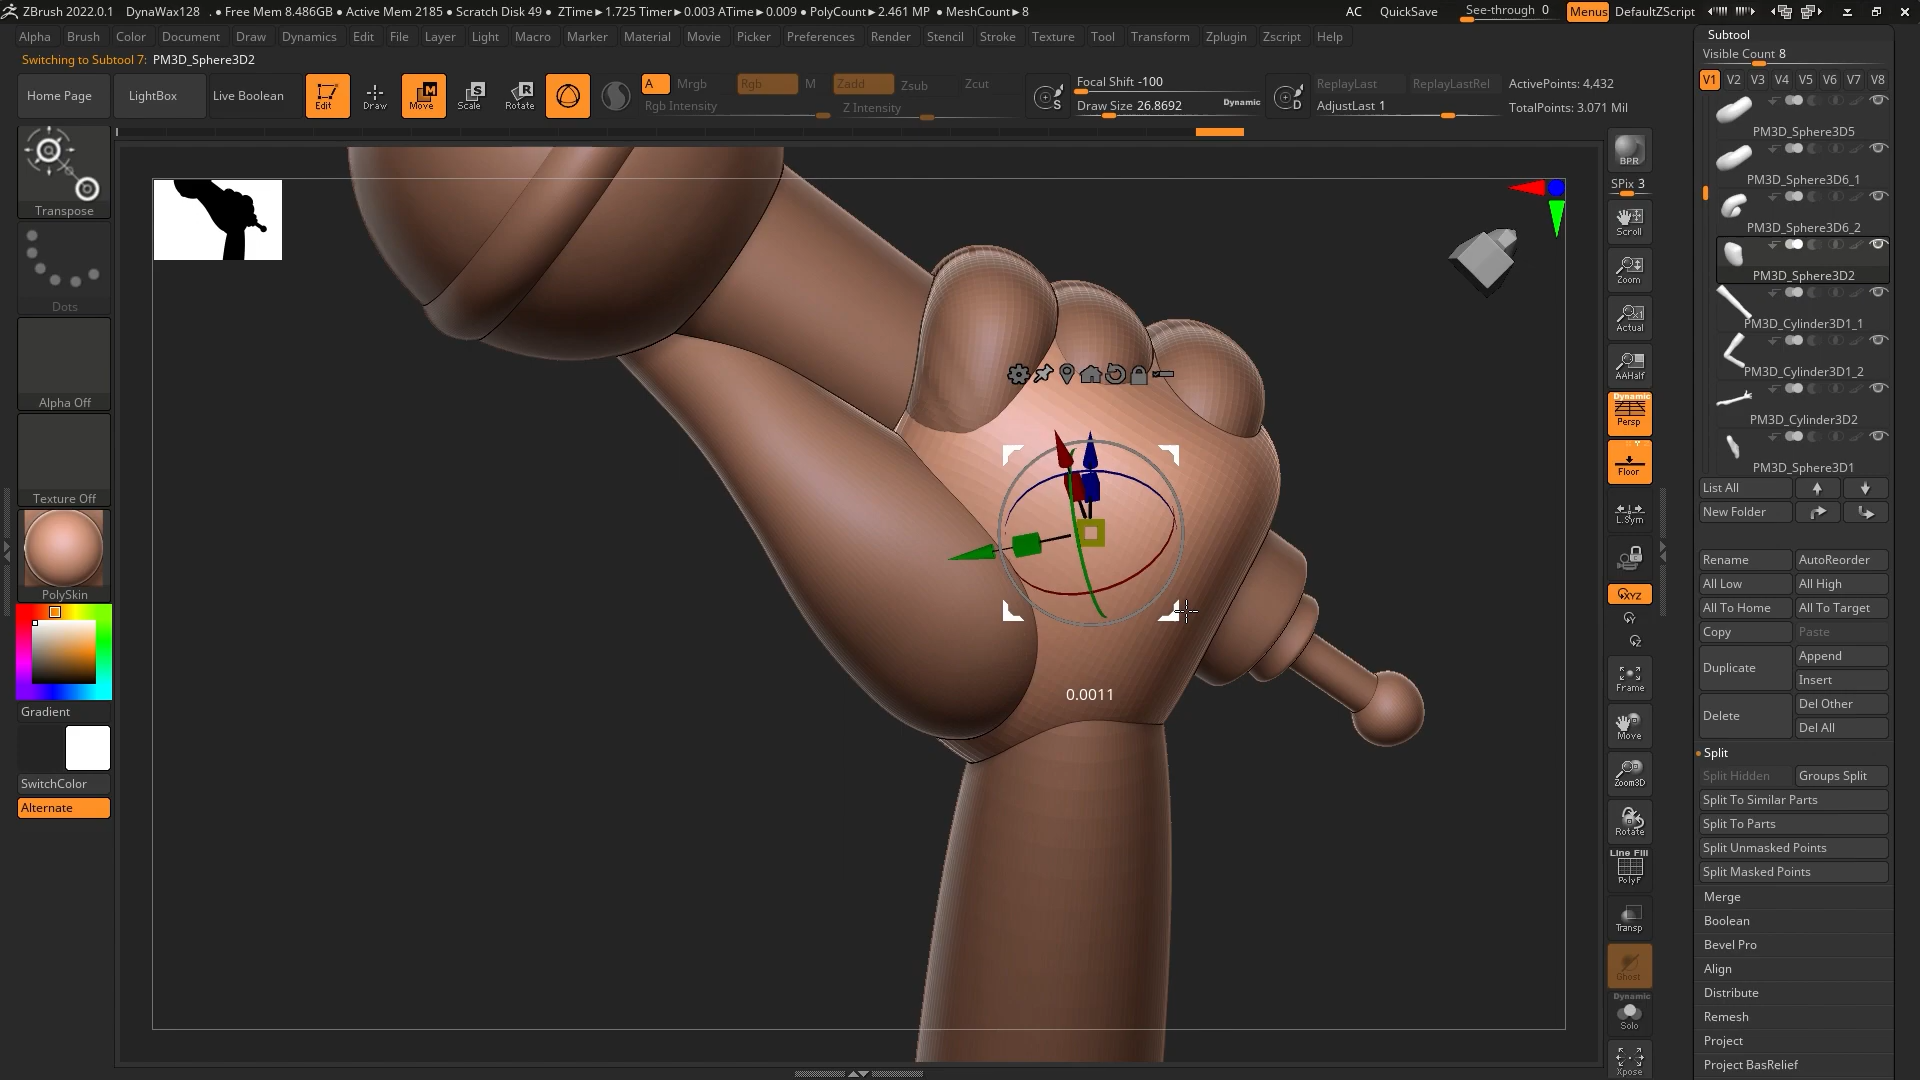 ZBrush 2022.0.1 DynaWax128 . ● Free Mem 8.486GB ● Active Mem 2185 ● Scratch Disk 49 ● ZTime►1.725 Timer►0.003 ATime►0.009 ● PolyCount►2.461 MP ● MeshCount►8 AC QuickSave See-through 0 Menus DefaultZScript
Alpha Brush Color Document Draw Dynamics Edit File Layer Light Macro Marker Material Movie Picker Preferences Render Stencil Stroke Texture Tool Transform Zplugin Zscript Help
Switching to Subtool 7: PM3D_Sphere3D2
Home Page LightBox Live Boolean Edit Draw Move Scale Rotate
A Mrgb Rgb M Zadd Zsub Zcut
Rgb Intensity Z Intensity
S Focal Shift -100
Draw Size 26.8692 Dynamic
D ReplayLast ReplayLastRel
AdjustLast 1
ActivePoints: 4,432
TotalPoints: 3.071 Mil
Transpose
Dots
Alpha Off
Texture Off
PolySkin
Gradient
SwitchColor
Alternate
0.0011
BPR
SPix 3
Scroll
Zoom
Actual
AAHalf
Dynamic
Persp
Floor
L.Sym
XYZ
Y
Z
Frame
Move
Zoom3D
Rotate
Line Fill
PolyF
Transp
Ghost
Dynamic
Solo
Xpose
Subtool
Visible Count 8
V1 V2 V3 V4 V5 V6 V7 V8
PM3D_Sphere3D5
PM3D_Sphere3D6_1
PM3D_Sphere3D6_2
PM3D_Sphere3D2
PM3D_Cylinder3D1_1
PM3D_Cylinder3D1_2
PM3D_Cylinder3D2
PM3D_Sphere3D1
List All
New Folder
Rename AutoReorder
All Low All High
All To Home All To Target
Copy Paste
Duplicate Append
Insert
Delete Del Other
Del All
Split
Split Hidden Groups Split
Split To Similar Parts
Split To Parts
Split Unmasked Points
Split Masked Points
Merge
Boolean
Bevel Pro
Align
Distribute
Remesh
Project
Project BasRelief